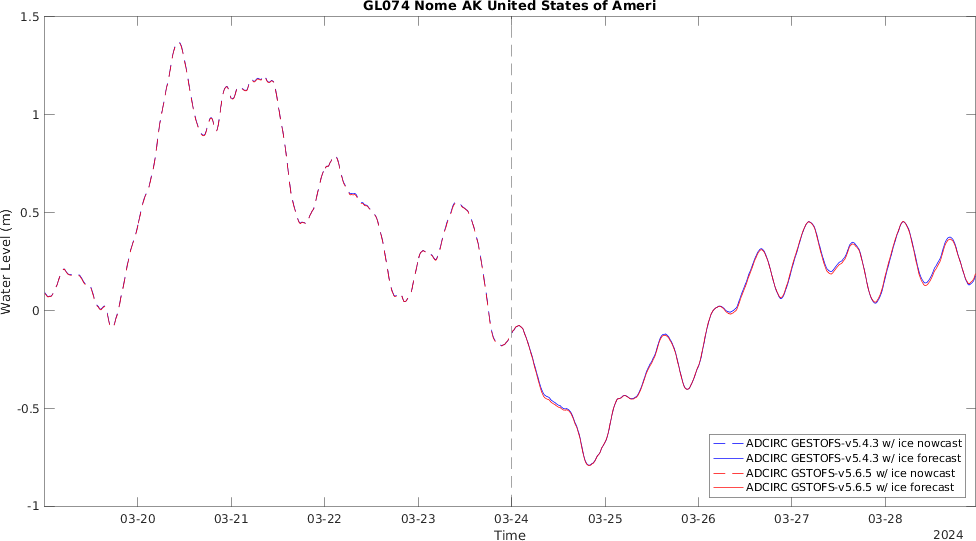 GL074 Nome AK United States of Ameri
1.5
1
0.5
0
-0.5
-1
Water Level (m)
03-20
03-21
03-22
03-23
03-24
03-25
03-26
03-27
03-28
Time
2024
ADCIRC GESTOFS-v5.4.3 w/ ice nowcast
ADCIRC GESTOFS-v5.4.3 w/ ice forecast
ADCIRC GSTOFS-v5.6.5 w/ ice nowcast
ADCIRC GSTOFS-v5.6.5 w/ ice forecast